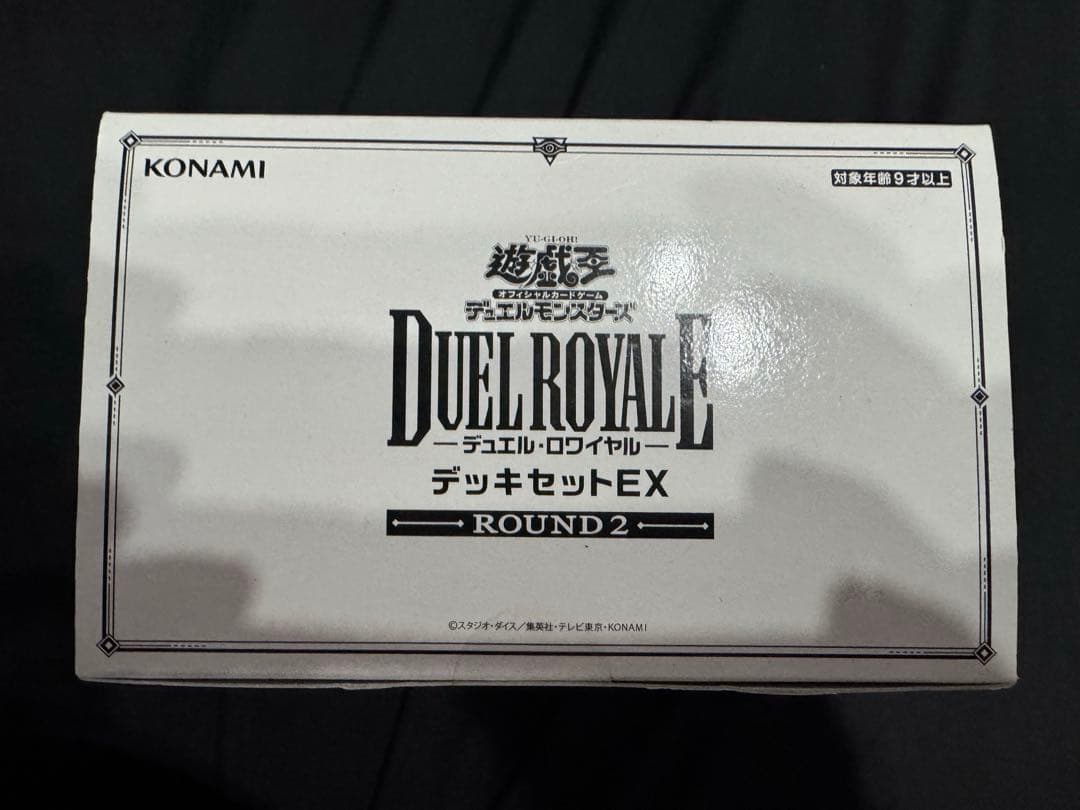 KONAMI
対象年齢9才以上
YU-GI-OH!
遊戯王
オフィシャルカードゲーム
デュエルモンスターズ
DUEL ROYALE
デュエル・ロワイヤル
デッキセットEX
ROUND 2
©スタジオ・ダイス/集英社・テレビ東京・KONAMI